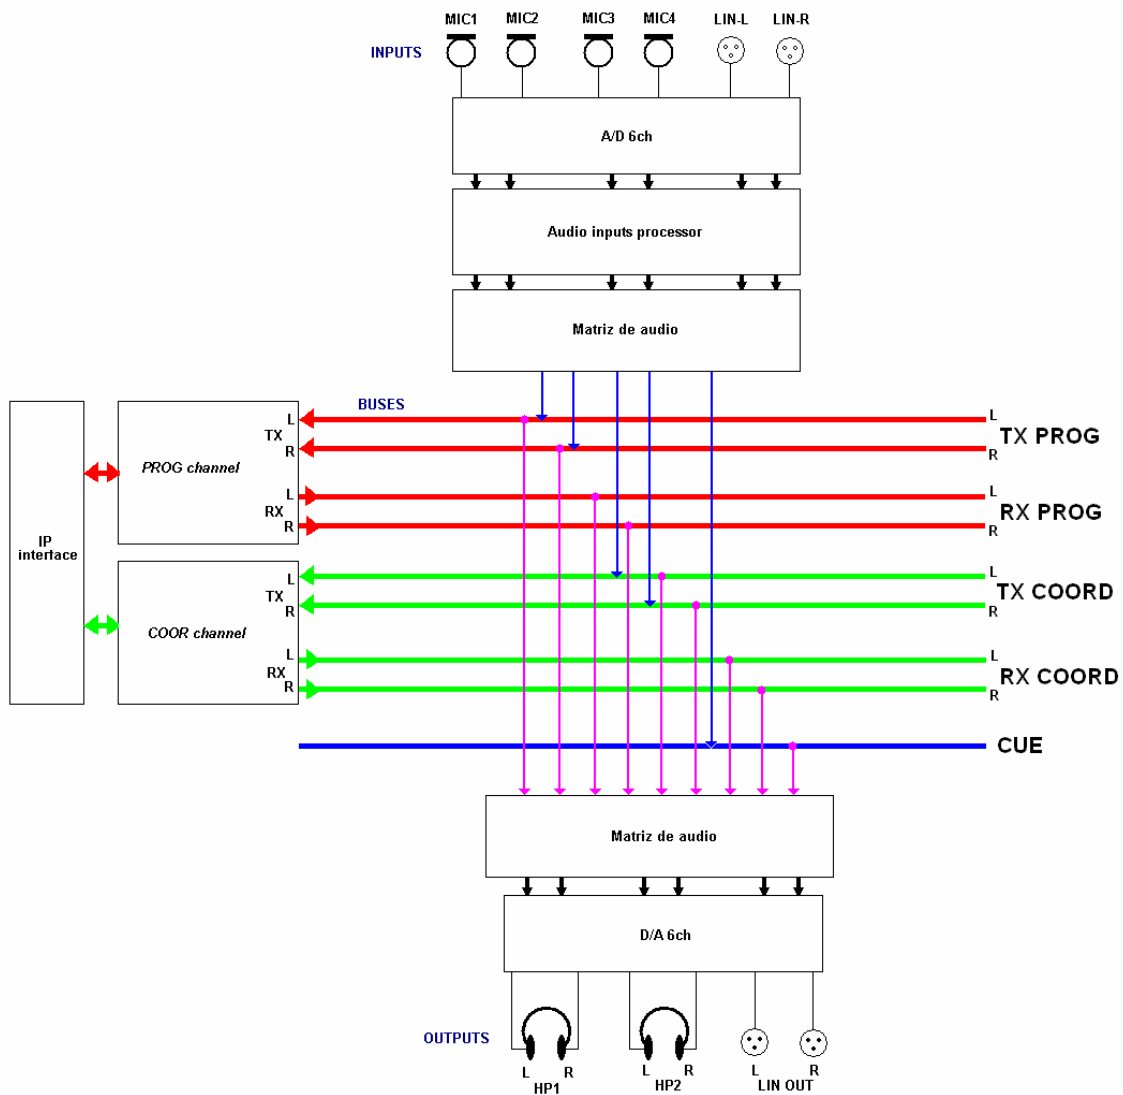 MIC1 MIC2 MIC3 MIC4 LIN-L LIN-R
INPUTS
A/D 6ch
Audio inputs processor
Matriz de audio
BUSES
L
TX
R
PROG channel
L
RX
R
L
TX PROG
R
L
RX PROG
R
IP
interface
L
TX
R
COOR channel
L
RX
R
L
TX COORD
R
L
RX COORD
R
CUE
Matriz de audio
D/A 6ch
OUTPUTS
L R L R L R
HP1 HP2 LIN OUT